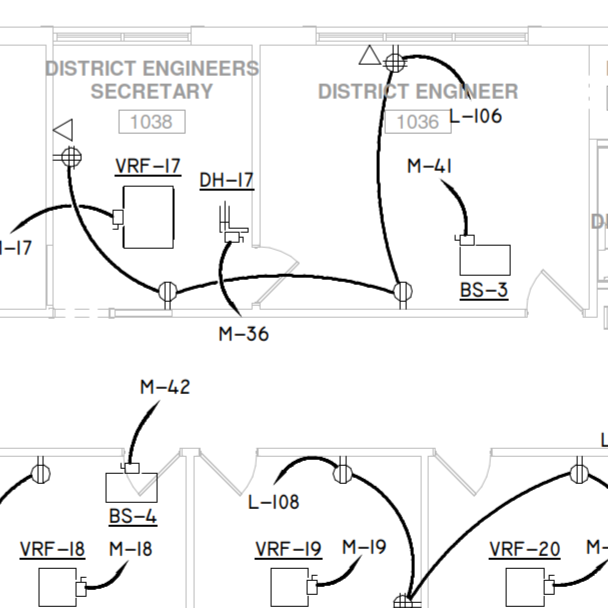 DISTRICT ENGINEERS
SECRETARY
1038
DISTRICT ENGINEER
1036
L-106
VRF-17
DH-17
M-41
-17
BS-3
M-36
M-42
L-108
BS-4
VRF-18
M-18
VRF-19
M-19
VRF-20
M-